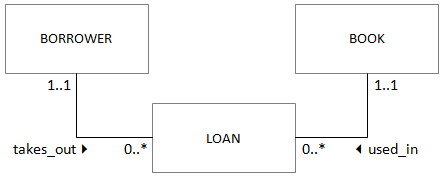 BORROWER
BOOK
1..1
1..1
LOAN
takes_out
0..*
0..*
used_in